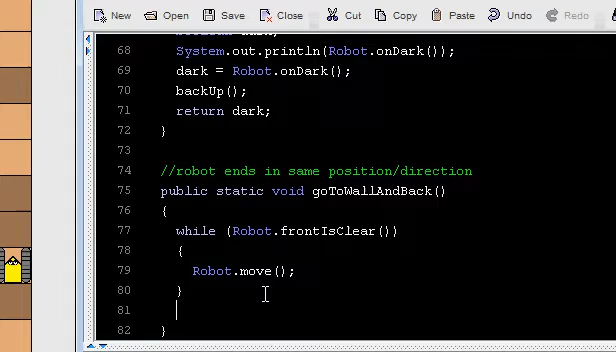 New Open Save Close Cut Copy Paste Undo Redo
68 System.out.println(Robot.onDark());
69 dark = Robot.onDark();
70 backUp();
71 return dark;
72 }
73
74 //robot ends in same position/direction
75 public static void goToWallAndBack()
76 {
77 while (Robot.frontIsClear())
78 {
79 Robot.move();
80 }
81
82 }